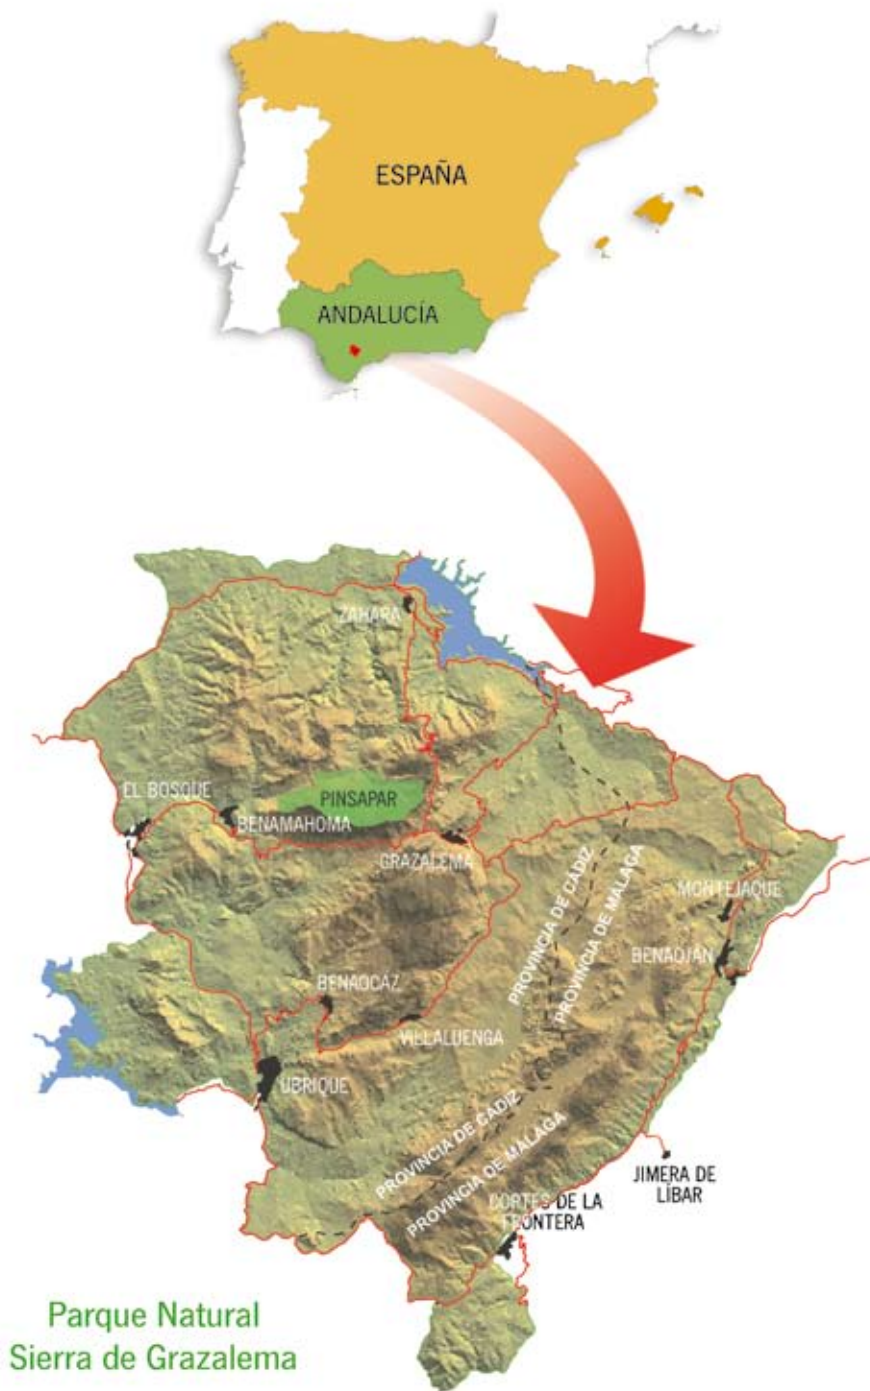 ESPAÑA
ANDALUCÍA
ZAHARA
EL BOSQUE
PINSAPAR
BENAMAHOMA
GRAZALEMA
PROVINCIA DE CÁDIZ
PROVINCIA DE MÁLAGA
MONTEJAQUE
BENAOJÁN
BENAOCAZ
VILLALUENGA
UBRIQUE
PROVINCIA DE CÁDIZ
PROVINCIA DE MÁLAGA
JIMERA DE
LÍBAR
CORTES DE LA
FRONTERA
Parque Natural
Sierra de Grazalema